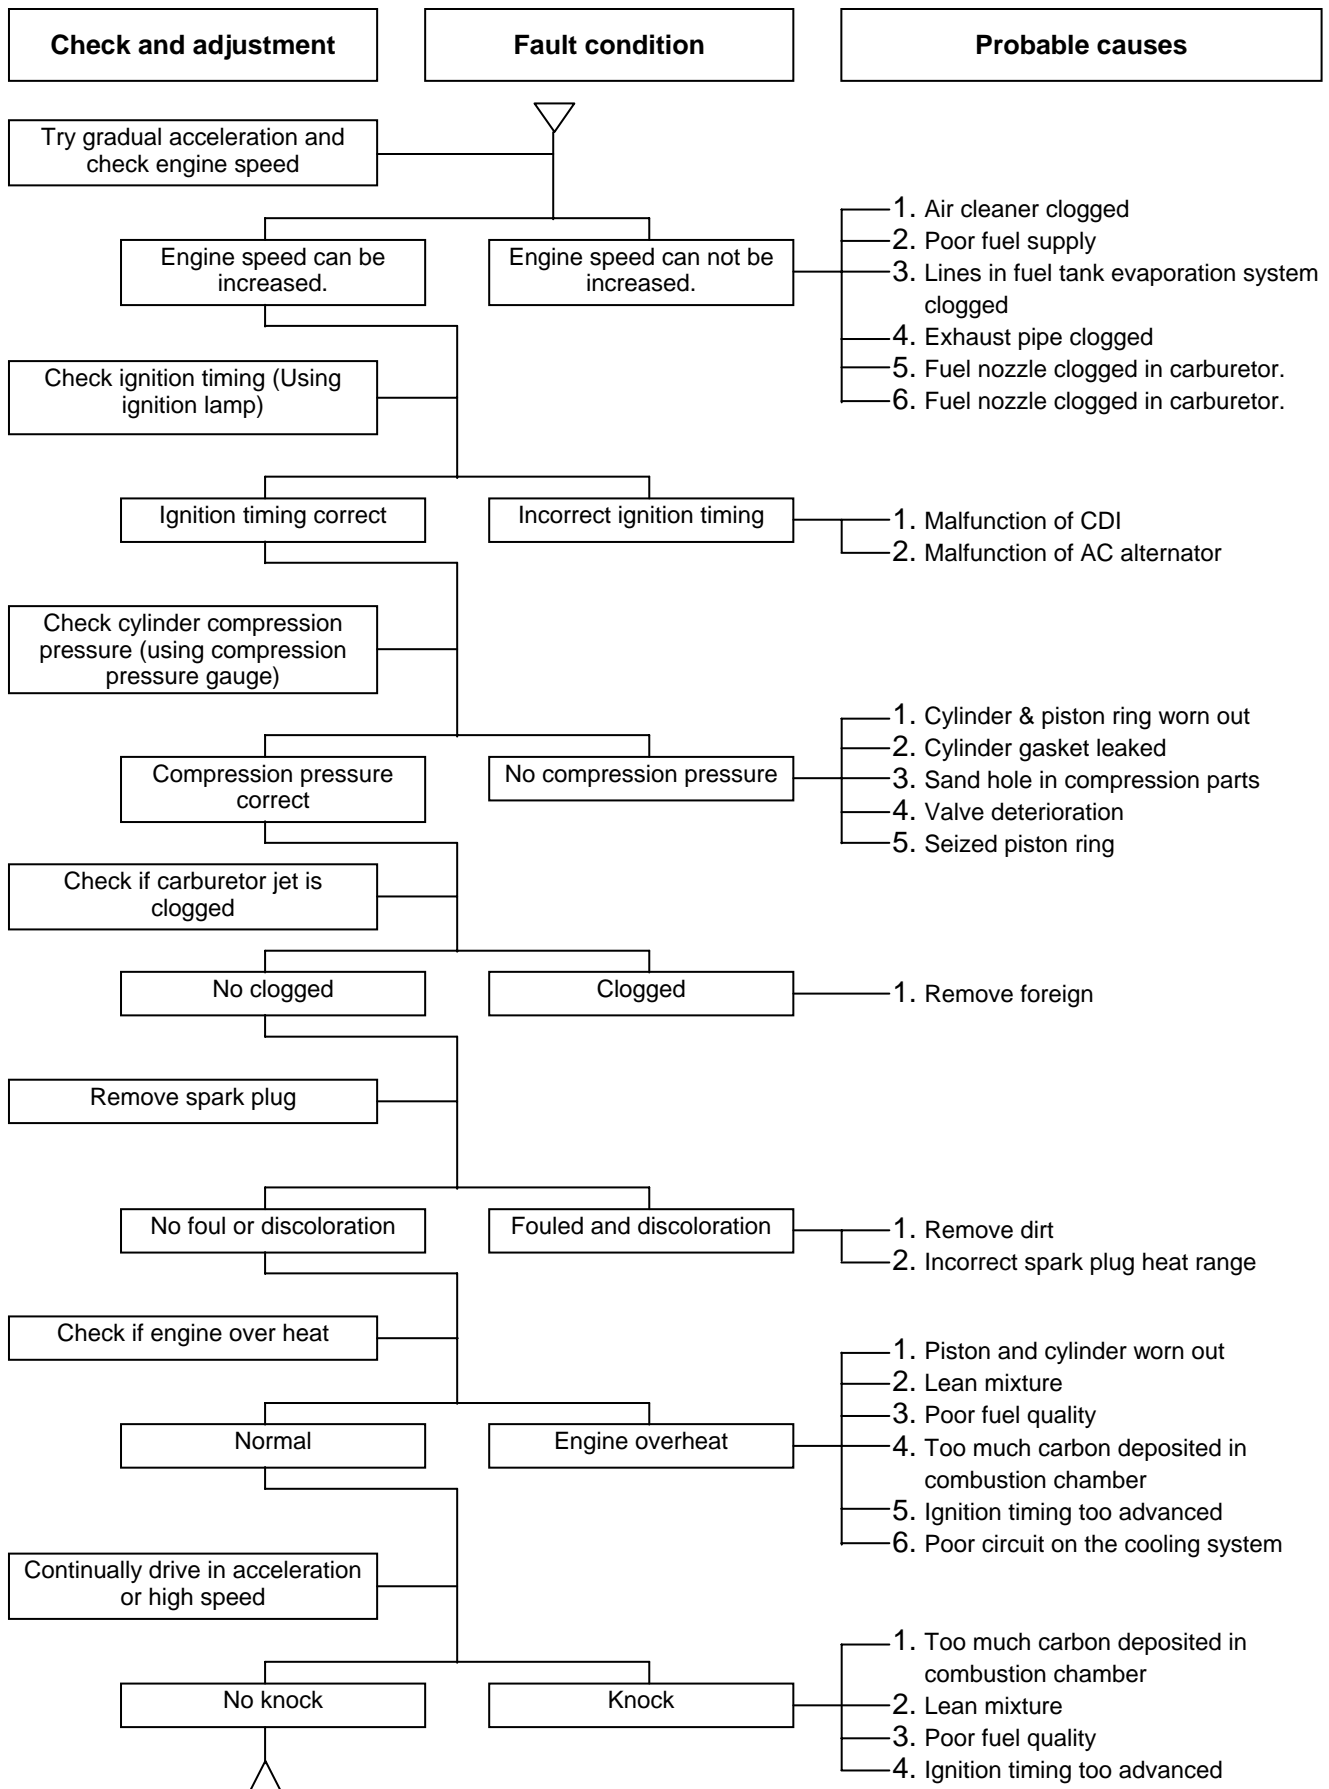 Check and adjustment
Fault condition
Probable causes
Try gradual acceleration and
check engine speed
Engine speed can be
increased.
Engine speed can not be
increased.
1. Air cleaner clogged
2. Poor fuel supply
3. Lines in fuel tank evaporation system
clogged
4. Exhaust pipe clogged
5. Fuel nozzle clogged in carburetor.
6. Fuel nozzle clogged in carburetor.
Check ignition timing (Using
ignition lamp)
Ignition timing correct
Incorrect ignition timing
1. Malfunction of CDI
2. Malfunction of AC alternator
Check cylinder compression
pressure (using compression
pressure gauge)
Compression pressure
correct
No compression pressure
1. Cylinder & piston ring worn out
2. Cylinder gasket leaked
3. Sand hole in compression parts
4. Valve deterioration
5. Seized piston ring
Check if carburetor jet is
clogged
No clogged
Clogged
1. Remove foreign
Remove spark plug
No foul or discoloration
Fouled and discoloration
1. Remove dirt
2. Incorrect spark plug heat range
Check if engine over heat
Normal
Engine overheat
1. Piston and cylinder worn out
2. Lean mixture
3. Poor fuel quality
4. Too much carbon deposited in
combustion chamber
5. Ignition timing too advanced
6. Poor circuit on the cooling system
Continually drive in acceleration
or high speed
No knock
Knock
1. Too much carbon deposited in
combustion chamber
2. Lean mixture
3. Poor fuel quality
4. Ignition timing too advanced